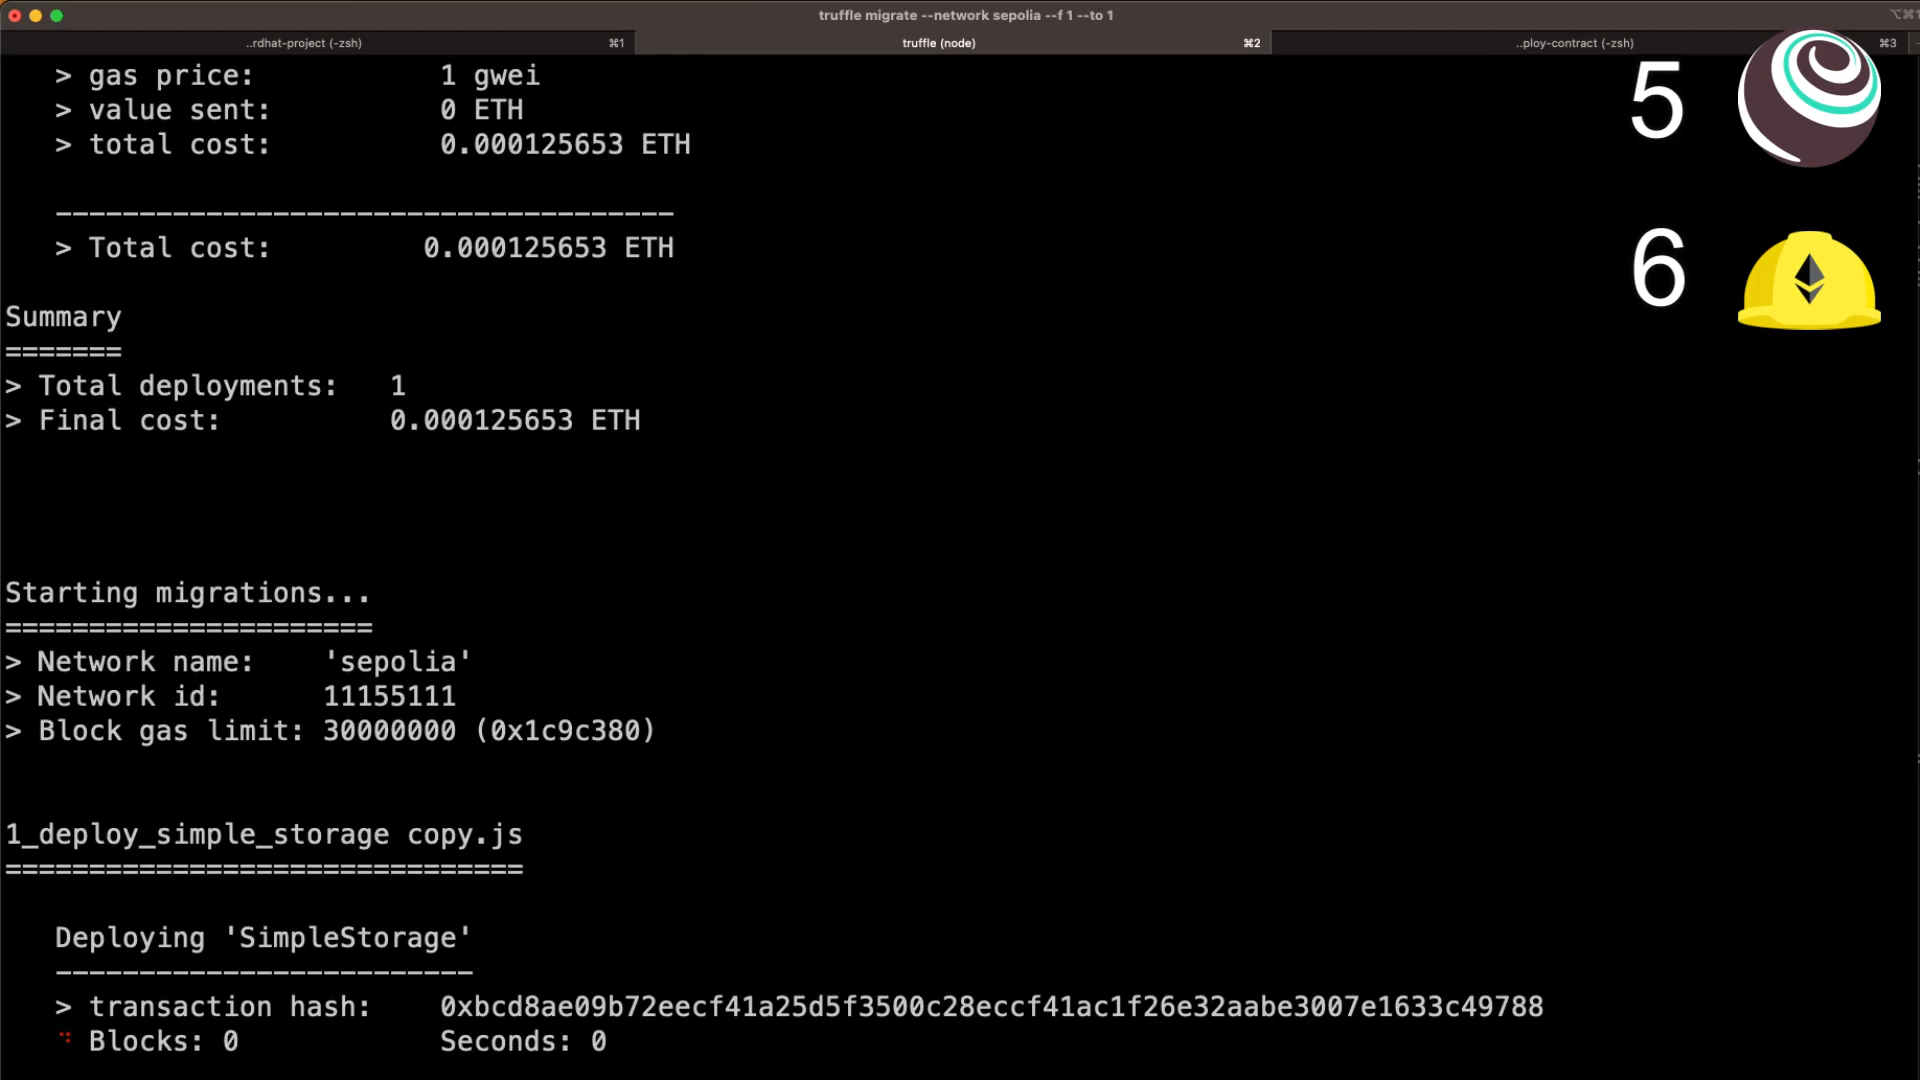 truffle migrate --network sepolia --f 1 --to 1
⌥⌘1
..rdhat-project (-zsh) ⌘1 truffle (node) ⌘2 ..ploy-contract (-zsh) ⌘3
> gas price: 1 gwei
> value sent: 0 ETH
> total cost: 0.000125653 ETH
-------------------------------------
> Total cost: 0.000125653 ETH
5
6
Summary
=======
> Total deployments: 1
> Final cost: 0.000125653 ETH
Starting migrations...
======================
> Network name: 'sepolia'
> Network id: 11155111
> Block gas limit: 30000000 (0x1c9c380)
1_deploy_simple_storage copy.js
===============================
Deploying 'SimpleStorage'
-------------------------
> transaction hash: 0xbcd8ae09b72eecf41a25d5f3500c28eccf41ac1f26e32aabe3007e1633c49788
Blocks: 0 Seconds: 0